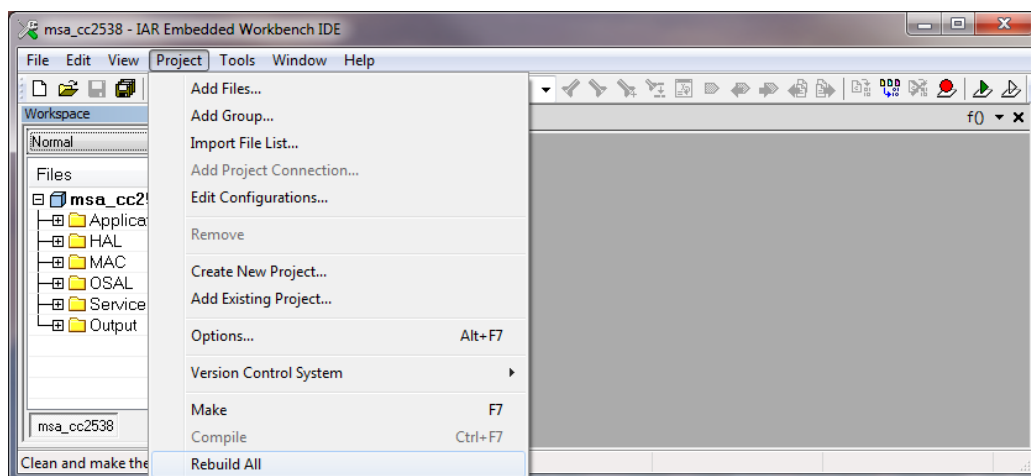 msa_cc2538 - IAR Embedded Workbench IDE
File Edit View Project Tools Window Help
Workspace
f()
Normal
Files
msa_cc2
Applica
HAL
MAC
OSAL
Service
Output
msa_cc2538
Clean and make the
Add Files...
Add Group...
Import File List...
Add Project Connection...
Edit Configurations...
Remove
Create New Project...
Add Existing Project...
Options... Alt+F7
Version Control System
Make F7
Compile Ctrl+F7
Rebuild All